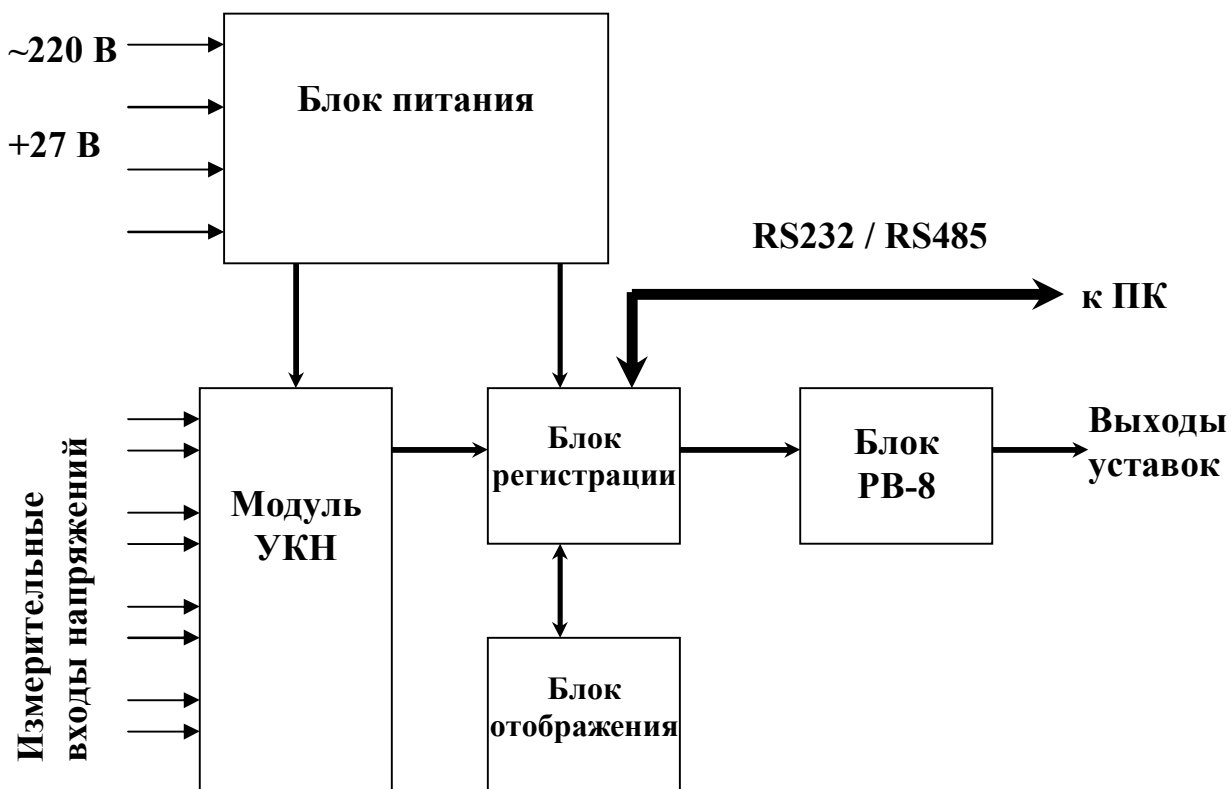 ~220 В
Блок питания
+27 В
RS232 / RS485
к ПК
Измерительные
входы напряжений
Модуль
УКН
Блок
регистрации
Блок
РВ-8
Выходы
уставок
Блок
отображения